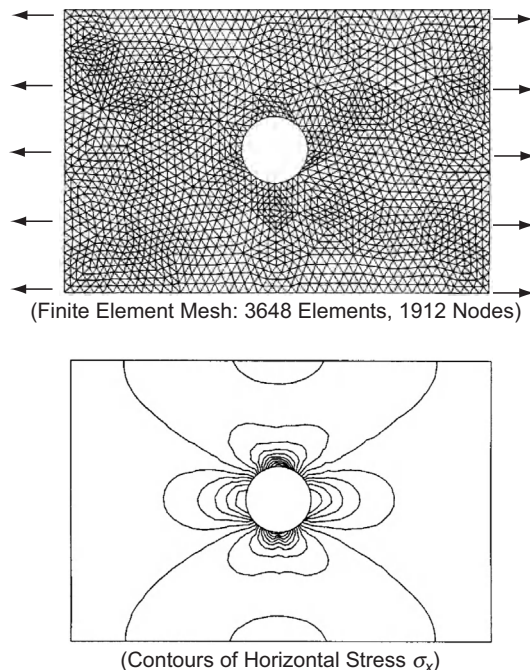 (Finite Element Mesh: 3648 Elements, 1912 Nodes)
(Contours of Horizontal Stress σx)